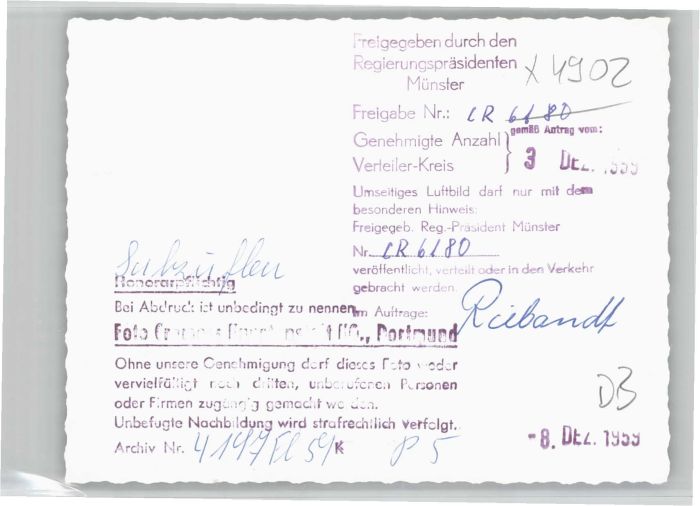 Freigegeben durch den
Regierungspräsidenten
Münster
X 4902
Freigabe Nr.: CR 6180
Genehmigte Anzahl
Verteiler-Kreis
gemäß Antrag vom:
3 DEZ. 1959
Umseitiges Luftbild darf nur mit dem
besonderen Hinweis:
Freigegeb. Reg.-Präsident Münster
Nr. CR 6180
veröffentlicht, verteilt oder in den Verkehr
gebracht werden.
Im Auftrage:
Salzuflen
Honorarpflichtig
Bei Abdruck ist unbedingt zu nennen
Foto KG., Dortmund
Ohne unsere Genehmigung darf dieses Foto weder
vervielfältigt noch dritten, unberufenen Personen
oder Firmen zugängig gemacht werden.
Unbefugte Nachbildung wird strafrechtlich verfolgt.
Archiv Nr. K P 5
DB
-8. DEZ. 1959